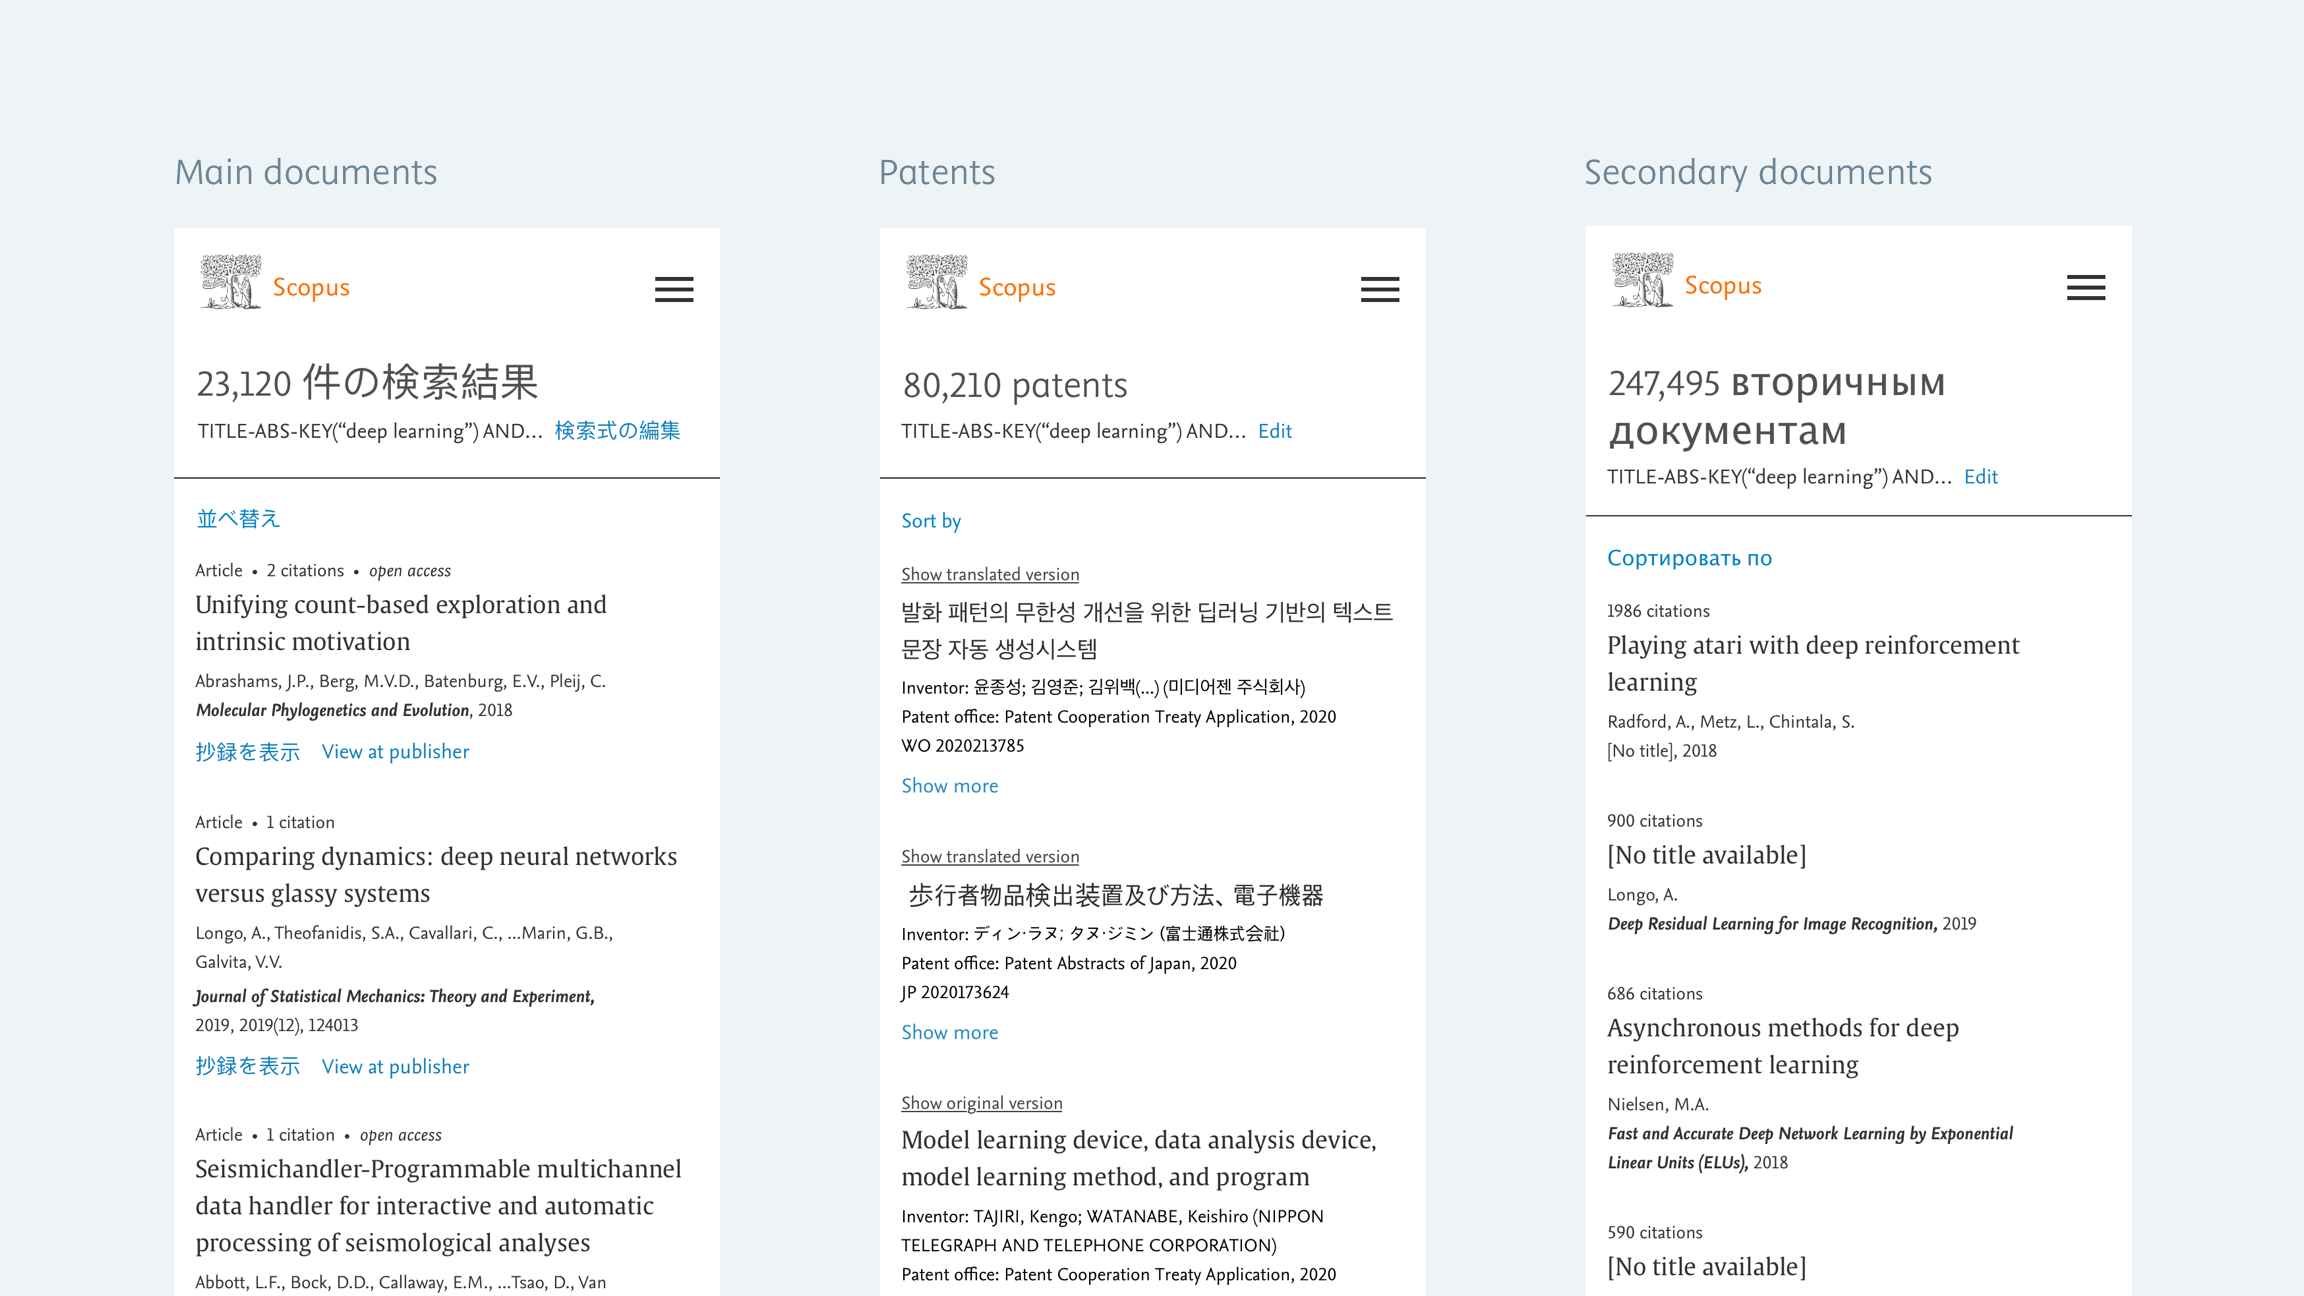 Main documents
Scopus
23,120 件の検索結果
TITLE-ABS-KEY(“deep learning”) AND... 検索式の編集
並べ替え
Article • 2 citations • open access
Unifying count-based exploration and
intrinsic motivation
Abrashams, J.P., Berg, M.V.D., Batenburg, E.V., Pleij, C.
Molecular Phylogenetics and Evolution, 2018
抄録を表示 View at publisher
Article • 1 citation
Comparing dynamics: deep neural networks
versus glassy systems
Longo, A., Theofanidis, S.A., Cavallari, C., ...Marin, G.B.,
Galvita, V.V.
Journal of Statistical Mechanics: Theory and Experiment,
2019, 2019(12), 124013
抄録を表示 View at publisher
Article • 1 citation • open access
Seismichandler-Programmable multichannel
data handler for interactive and automatic
processing of seismological analyses
Abbott, L.F., Bock, D.D., Callaway, E.M., ...Tsao, D., Van
Patents
Scopus
80,210 patents
TITLE-ABS-KEY(“deep learning”) AND... Edit
Sort by
Show translated version
발화 패턴의 무한성 개선을 위한 딥러닝 기반의 텍스트
문장 자동 생성시스템
Inventor: 윤종성; 김영준; 김위백(...) (미디어젠 주식회사)
Patent office: Patent Cooperation Treaty Application, 2020
WO 2020213785
Show more
Show translated version
歩行者物品検出装置及び方法、電子機器
Inventor: ディン·ラヌ; タヌ·ジミン (富士通株式会社)
Patent office: Patent Abstracts of Japan, 2020
JP 2020173624
Show more
Show original version
Model learning device, data analysis device,
model learning method, and program
Inventor: TAJIRI, Kengo; WATANABE, Keishiro (NIPPON
TELEGRAPH AND TELEPHONE CORPORATION)
Patent office: Patent Cooperation Treaty Application, 2020
Secondary documents
Scopus
247,495 вторичным
документам
TITLE-ABS-KEY(“deep learning”) AND... Edit
Сортировать по
1986 citations
Playing atari with deep reinforcement
learning
Radford, A., Metz, L., Chintala, S.
[No title], 2018
900 citations
[No title available]
Longo, A.
Deep Residual Learning for Image Recognition, 2019
686 citations
Asynchronous methods for deep
reinforcement learning
Nielsen, M.A.
Fast and Accurate Deep Network Learning by Exponential
Linear Units (ELUs), 2018
590 citations
[No title available]